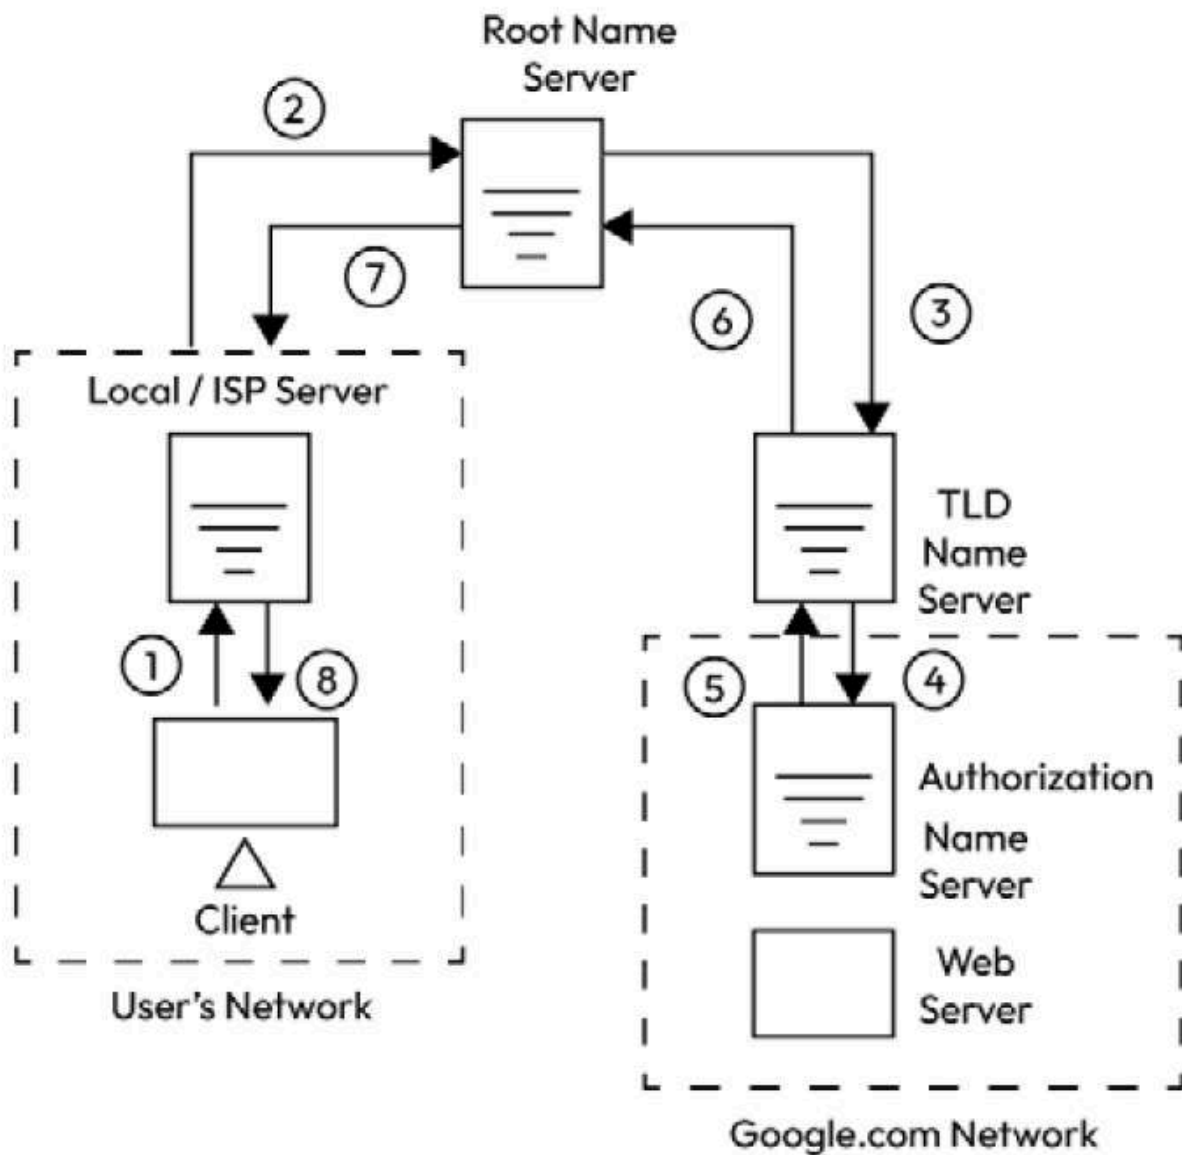 Root Name
Server
2
7
6
3
Local / ISP Server
TLD
Name
Server
1
8
5
4
Authorization
Name
Server
Client
Web
Server
User's Network
Google.com Network